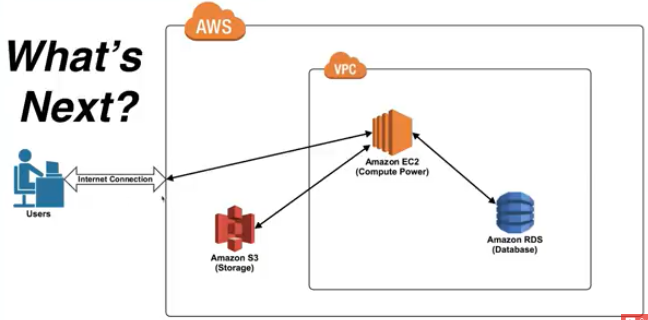 AWS
What's
Next?
VPC
Amazon EC2
(Compute Power)
Internet Connection
Users
Amazon S3
(Storage)
Amazon RDS
(Database)